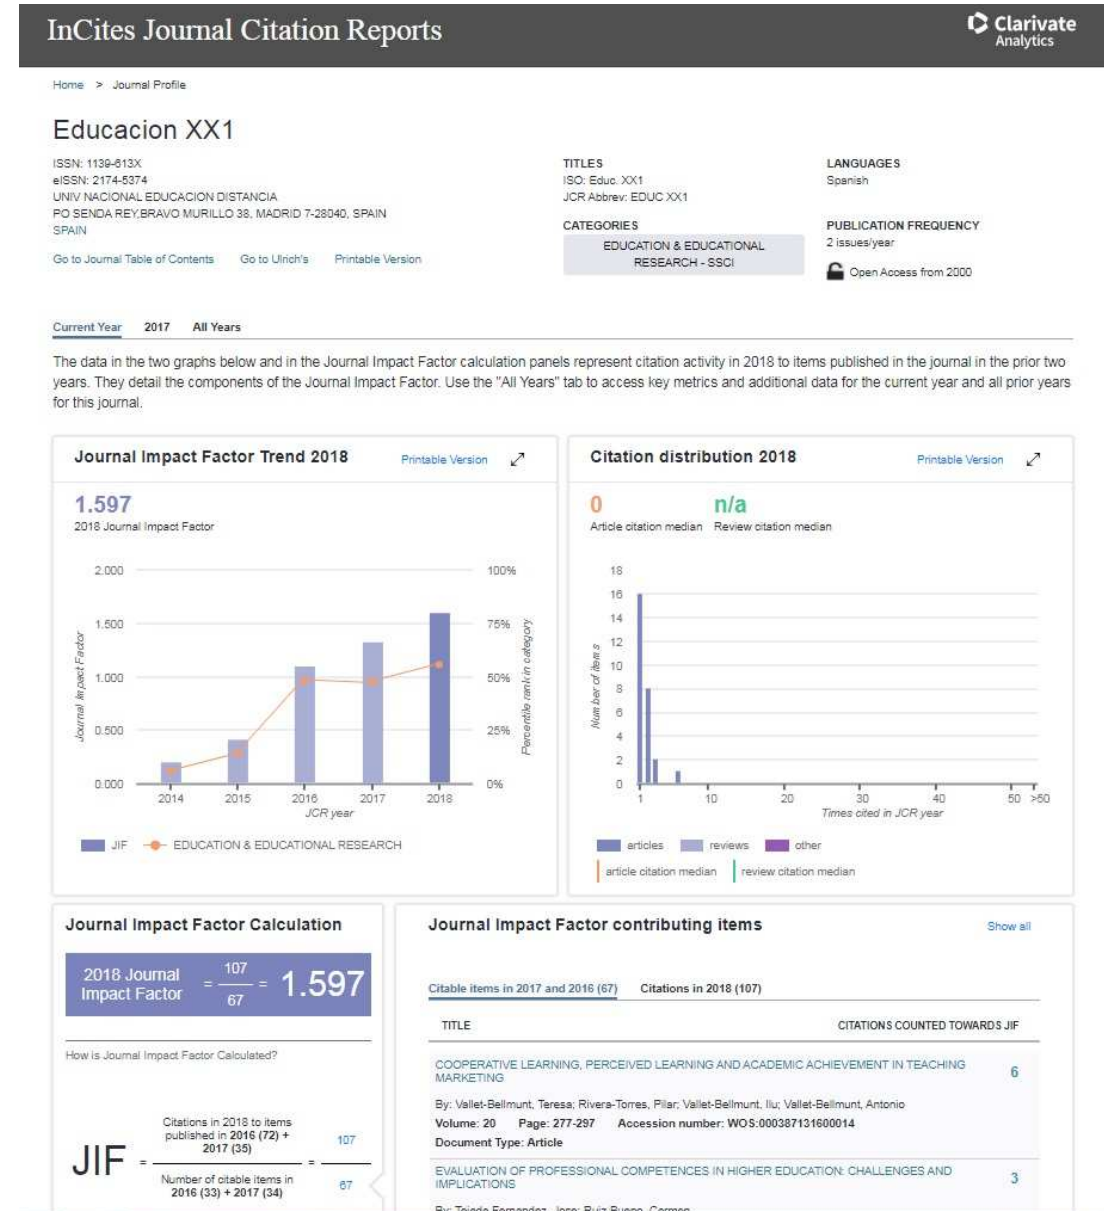 InCites Journal Citation Reports
Clarivate
Analytics
Home > Journal Profile
Educacion XX1
ISSN: 1139-613X
eISSN: 2174-5374
UNIV NACIONAL EDUCACION DISTANCIA
PO SENDA REY,BRAVO MURILLO 38, MADRID 7-28040, SPAIN
SPAIN
Go to Journal Table of Contents Go to Ulrich's Printable Version
TITLES
ISO: Educ. XX1
JCR Abbrev: EDUC XX1
CATEGORIES
EDUCATION & EDUCATIONAL
RESEARCH - SSCI
LANGUAGES
Spanish
PUBLICATION FREQUENCY
2 issues/year
Open Access from 2000
Current Year 2017 All Years
The data in the two graphs below and in the Journal Impact Factor calculation panels represent citation activity in 2018 to items published in the journal in the prior two
years. They detail the components of the Journal Impact Factor. Use the "All Years" tab to access key metrics and additional data for the current year and all prior years
for this journal.
Journal Impact Factor Trend 2018 Printable Version
1.597
2018 Journal Impact Factor
2.000 100%
1.500 75%
1.000 50%
0.500 25%
0.000 0%
Journal Impact Factor
Percentile rank in category
2014 2015 2016 2017 2018
JCR year
JIF EDUCATION & EDUCATIONAL RESEARCH
Citation distribution 2018 Printable Version
0 n/a
Article citation median Review citation median
18
16
14
12
10
8
6
4
2
0
Number of items
1 10 20 30 40 50 >50
Times cited in JCR year
articles reviews other
article citation median review citation median
Journal Impact Factor Calculation
2018 Journal
Impact Factor
= 107 / 67 = 1.597
How is Journal Impact Factor Calculated?
JIF =
Citations in 2018 to items
published in 2016 (72) +
2017 (35)
Number of citable items in
2016 (33) + 2017 (34)
=
107
67
Journal Impact Factor contributing items Show all
Citable items in 2017 and 2016 (67) Citations in 2018 (107)
TITLE CITATIONS COUNTED TOWARDS JIF
COOPERATIVE LEARNING, PERCEIVED LEARNING AND ACADEMIC ACHIEVEMENT IN TEACHING
MARKETING
6
By: Vallet-Bellmunt, Teresa; Rivera-Torres, Pilar; Vallet-Bellmunt, Ilu; Vallet-Bellmunt, Antonio
Volume: 20 Page: 277-297 Accession number: WOS:000387131600014
Document Type: Article
EVALUATION OF PROFESSIONAL COMPETENCES IN HIGHER EDUCATION: CHALLENGES AND
IMPLICATIONS
3
By: Tejada Fernandez, Jose; Ruiz Bueno, Carmen